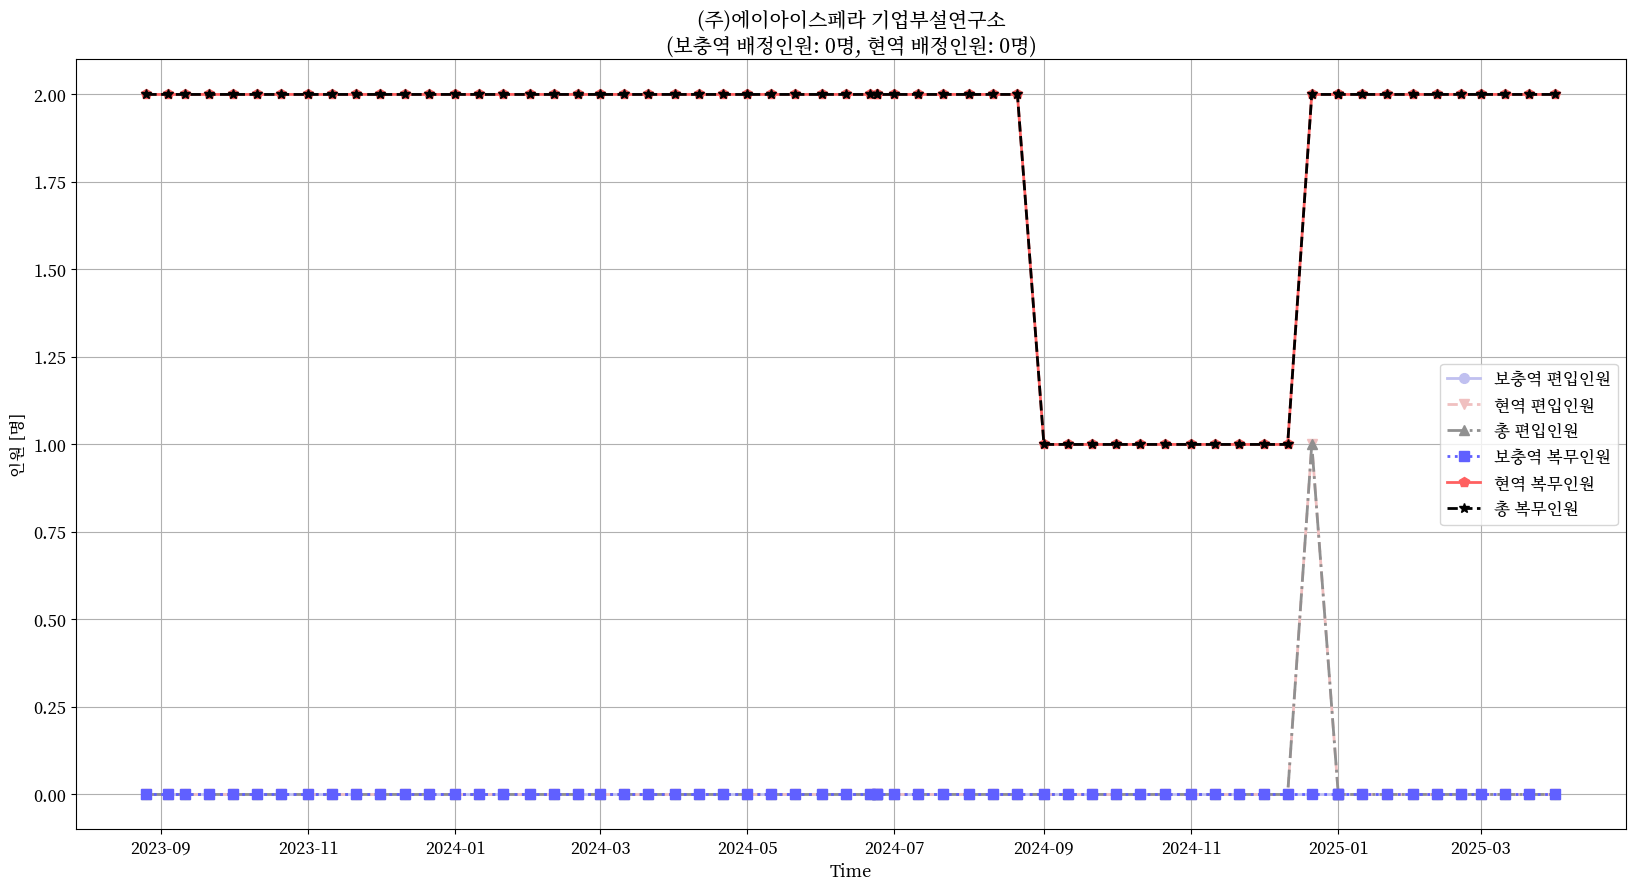 (주)에이아이스페라 기업부설연구소
(보충역 배정인원: 0명, 현역 배정인원: 0명)
2.00
1.75
1.50
1.25
1.00
0.75
0.50
0.25
0.00
인원 [명]
보충역 편입인원
현역 편입인원
총 편입인원
보충역 복무인원
현역 복무인원
총 복무인원
2023-09
2023-11
2024-01
2024-03
2024-05
2024-07
2024-09
2024-11
2025-01
2025-03
Time